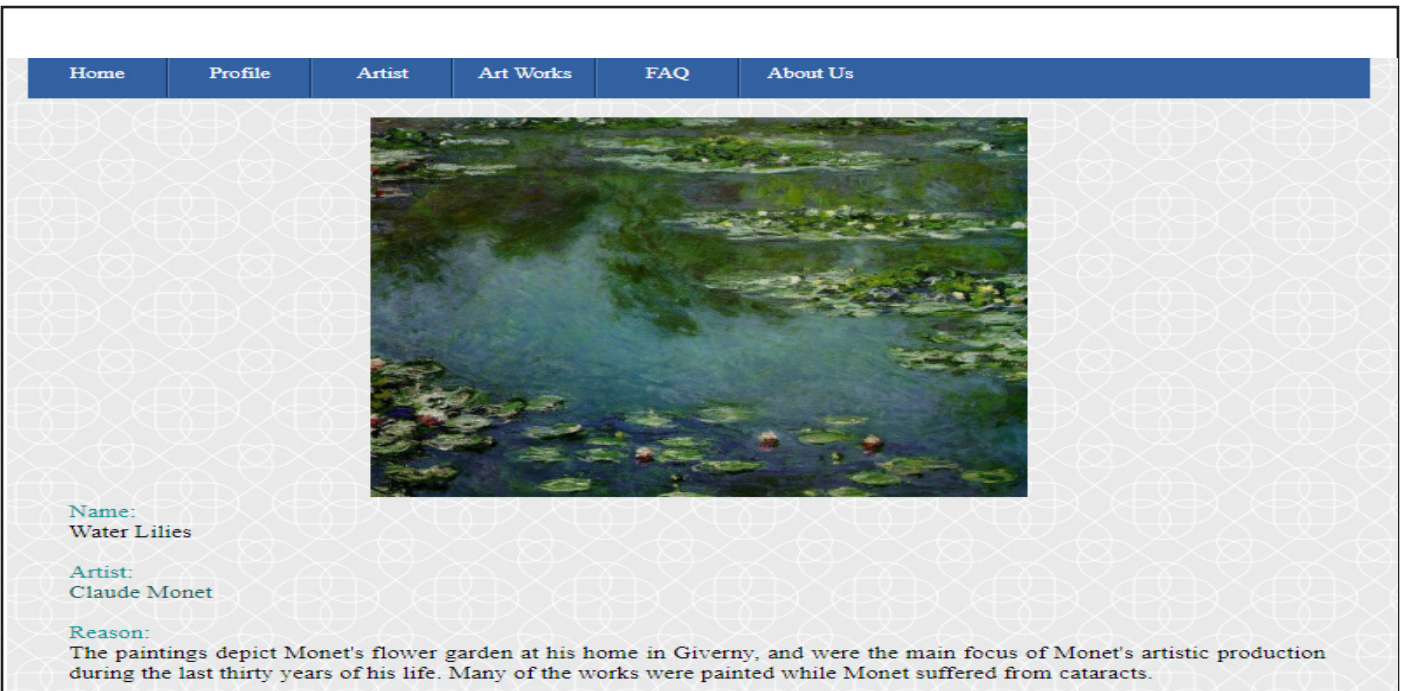 Home Profile Artist Art Works FAQ About Us
Name:
Water Lilies
Artist:
Claude Monet
Reason:
The paintings depict Monet's flower garden at his home in Giverny, and were the main focus of Monet's artistic production
during the last thirty years of his life. Many of the works were painted while Monet suffered from cataracts.